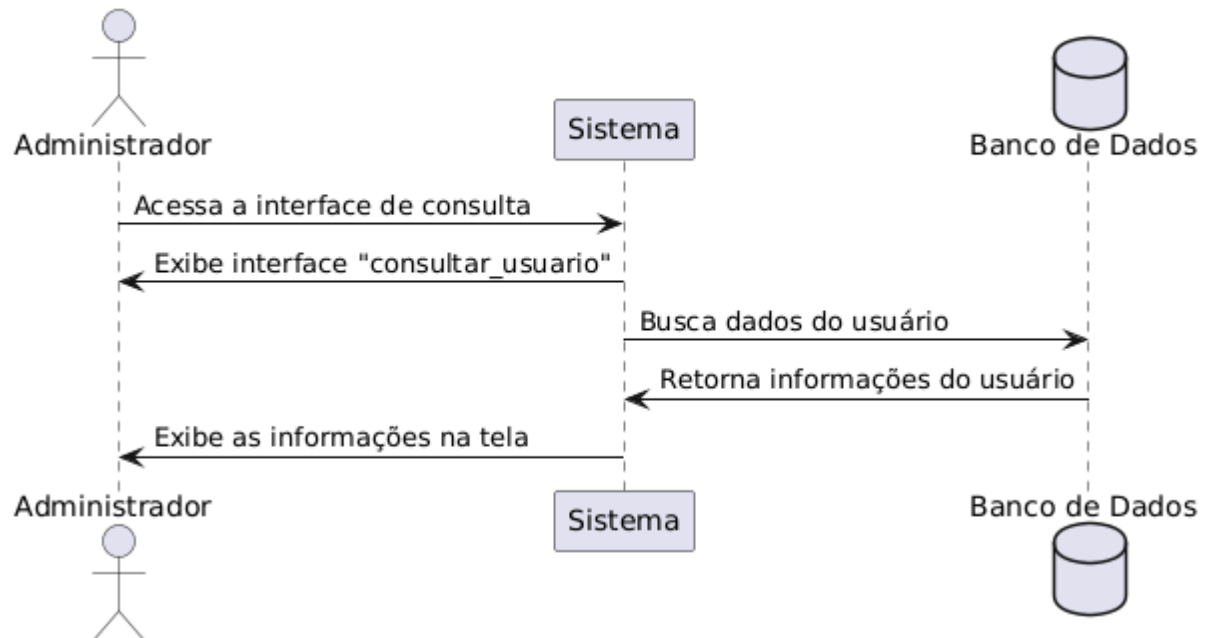 Administrador
Sistema
Banco de Dados
Acessa a interface de consulta
Exibe interface "consultar_usuario"
Busca dados do usuário
Retorna informações do usuário
Exibe as informações na tela
Administrador
Sistema
Banco de Dados